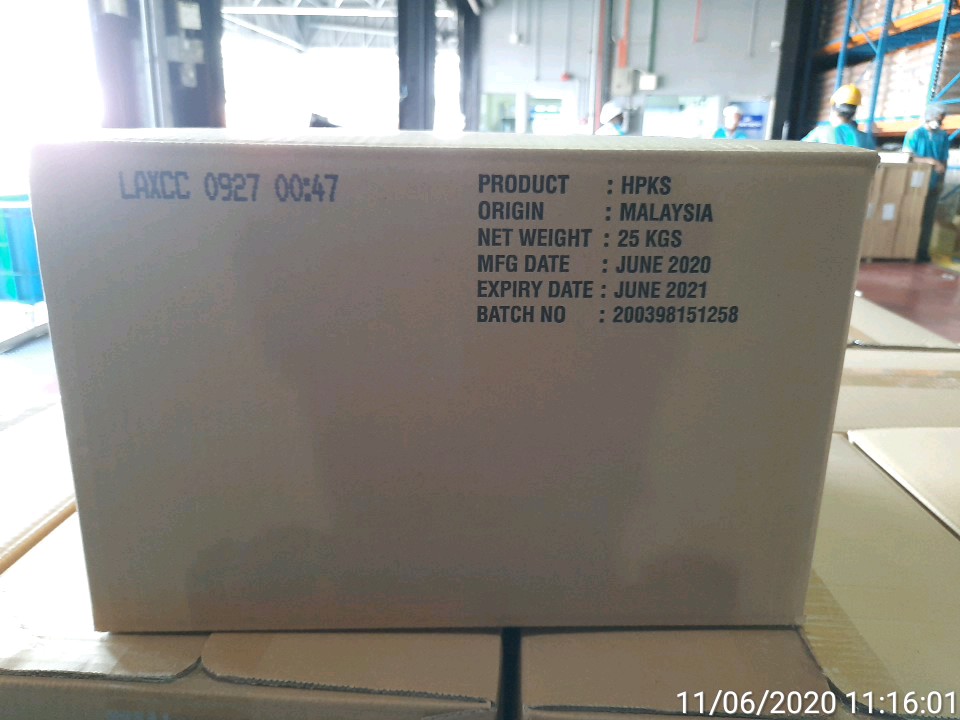 LAXCC 0927 00:47
PRODUCT : HPKS
ORIGIN : MALAYSIA
NET WEIGHT : 25 KGS
MFG DATE : JUNE 2020
EXPIRY DATE : JUNE 2021
BATCH NO : 200398151258
11/06/2020 11:16:01